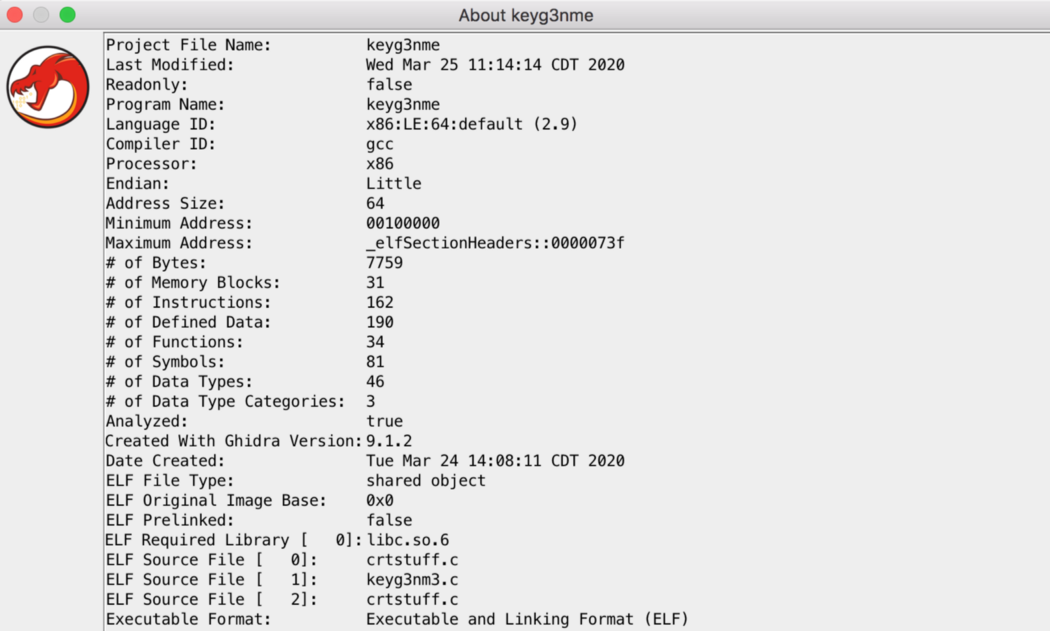 About keyg3nme
Project File Name: keyg3nme
Last Modified: Wed Mar 25 11:14:14 CDT 2020
Readonly: false
Program Name: keyg3nme
Language ID: x86:LE:64:default (2.9)
Compiler ID: gcc
Processor: x86
Endian: Little
Address Size: 64
Minimum Address: 00100000
Maximum Address: _elfSectionHeaders::0000073f
# of Bytes: 7759
# of Memory Blocks: 31
# of Instructions: 162
# of Defined Data: 190
# of Functions: 34
# of Symbols: 81
# of Data Types: 46
# of Data Type Categories: 3
Analyzed: true
Created With Ghidra Version: 9.1.2
Date Created: Tue Mar 24 14:08:11 CDT 2020
ELF File Type: shared object
ELF Original Image Base: 0x0
ELF Prelinked: false
ELF Required Library [   0]: libc.so.6
ELF Source File [   0]: crtstuff.c
ELF Source File [   1]: keyg3nm3.c
ELF Source File [   2]: crtstuff.c
Executable Format: Executable and Linking Format (ELF)